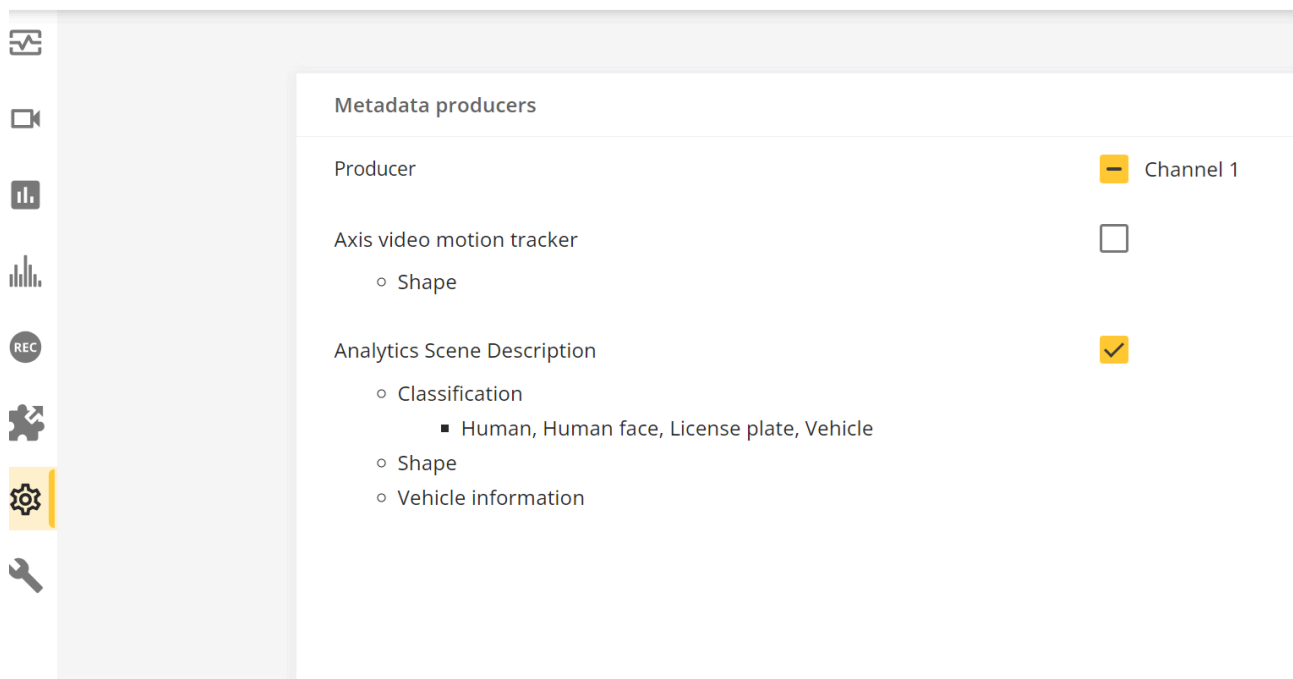 Metadata producers
Producer
Channel 1
Axis video motion tracker
Shape
Analytics Scene Description
Classification
Human, Human face, License plate, Vehicle
Shape
Vehicle information
REC